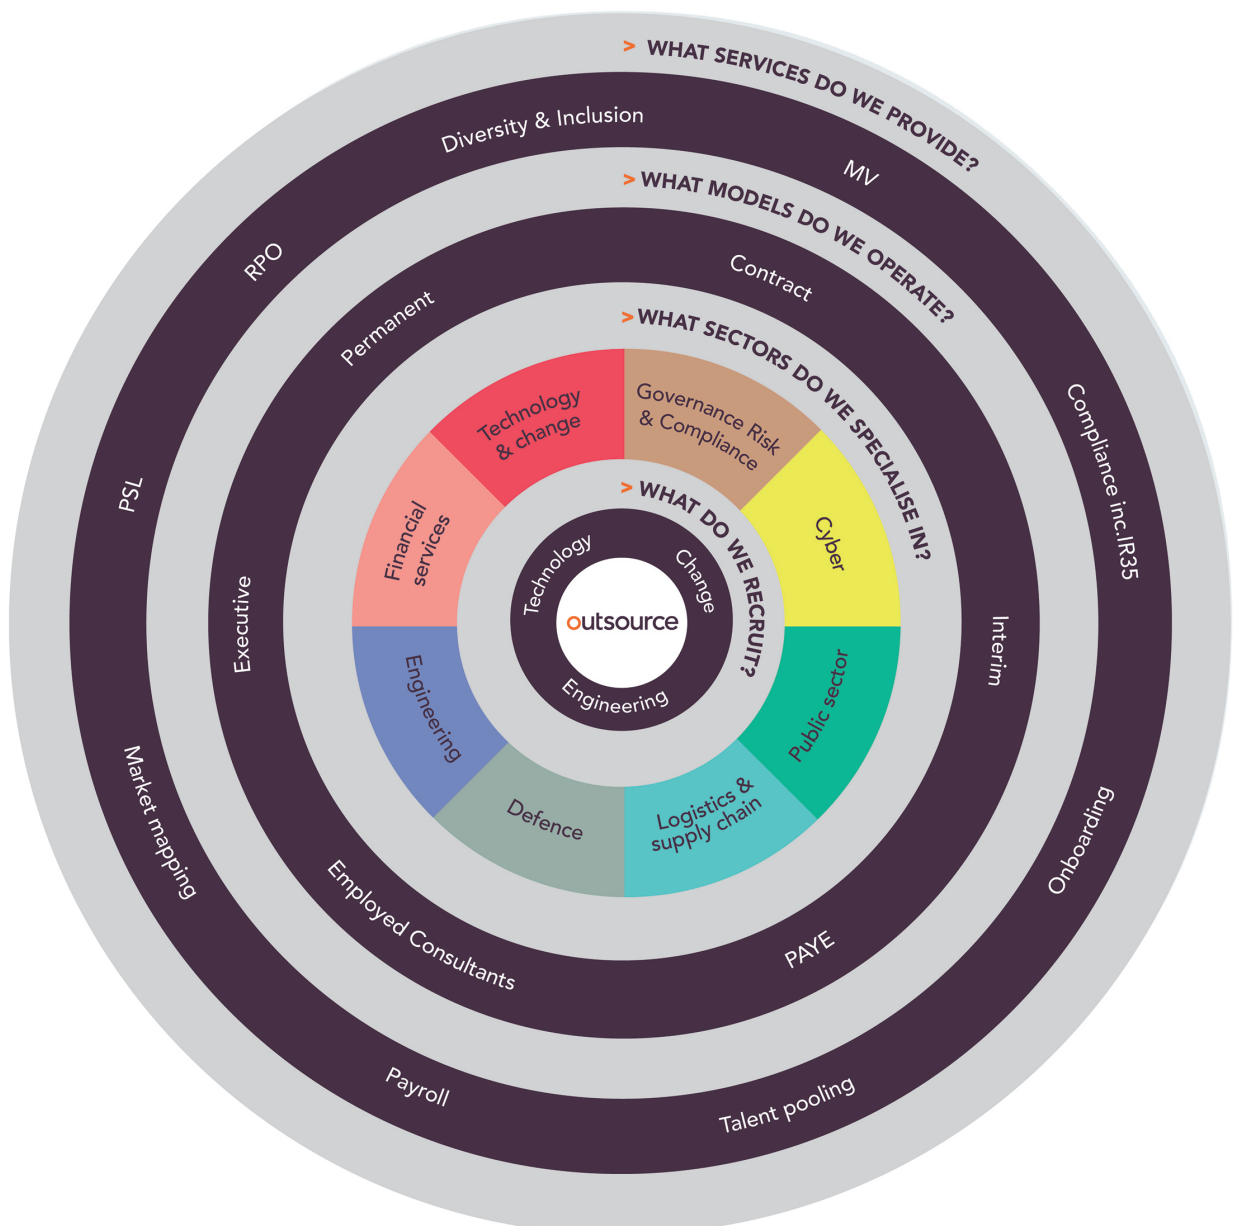 > WHAT SERVICES DO WE PROVIDE?
Diversity & Inclusion
MV
Compliance inc.IR35
Onboarding
Talent pooling
Payroll
Market mapping
PSL
RPO
> WHAT MODELS DO WE OPERATE?
Contract
Interim
PAYE
Employed Consultants
Executive
Permanent
> WHAT SECTORS DO WE SPECIALISE IN?
Governance Risk
& Compliance
Cyber
Public sector
Logistics &
supply chain
Defence
Engineering
Financial
services
Technology
& change
> WHAT DO WE RECRUIT?
Technology
Change
Engineering
outsource